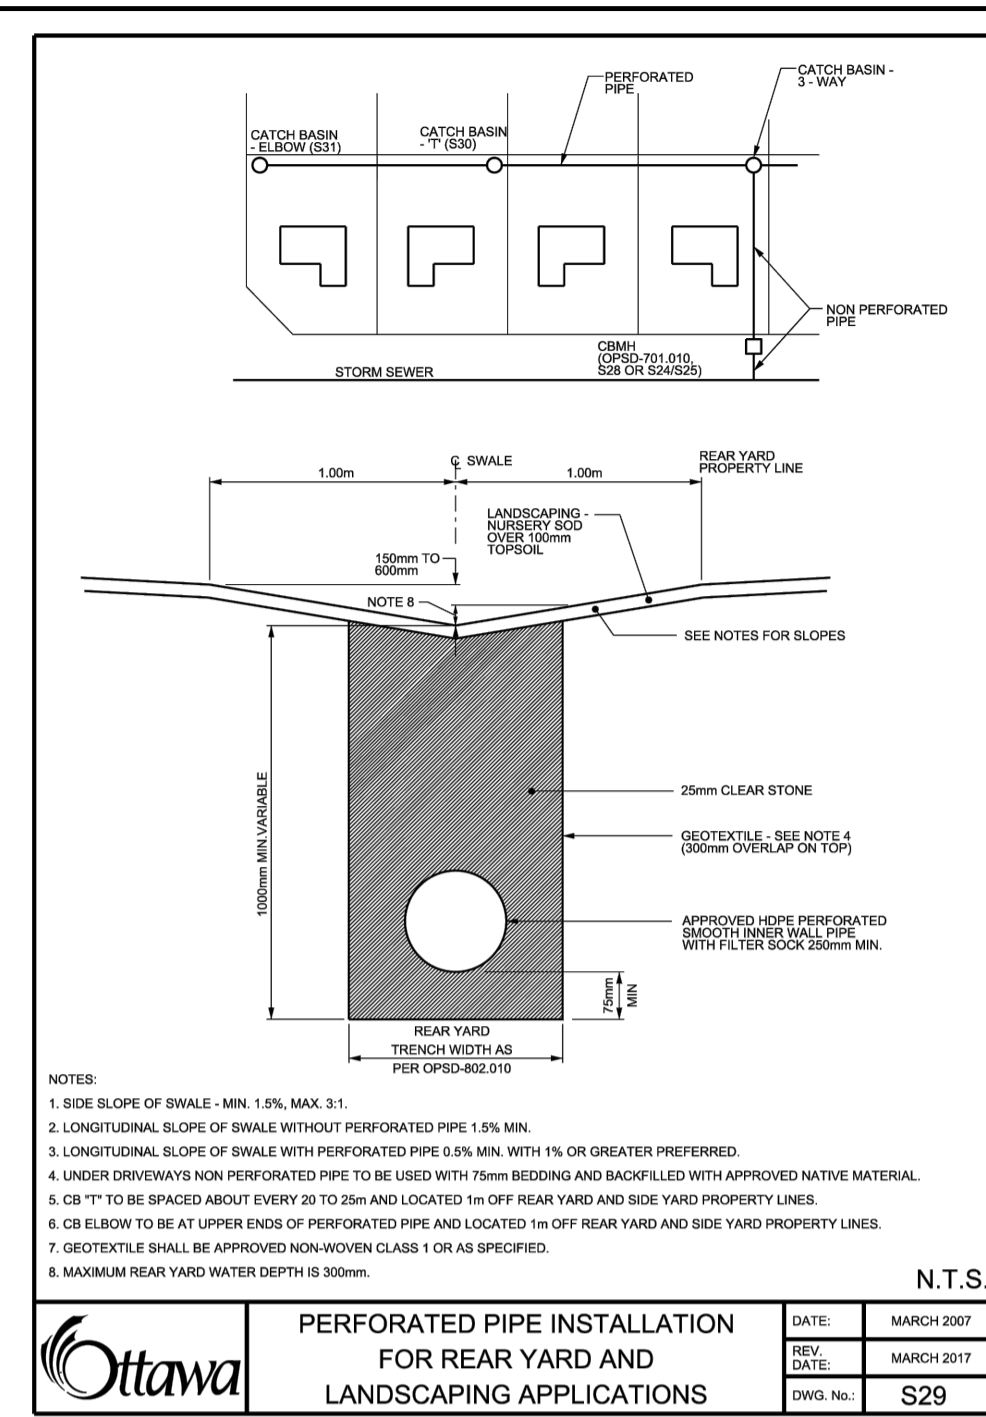 PERFORATED
PIPE
CATCH BASIN -
3 - WAY
CATCH BASIN
- ELBOW (S31)
CATCH BASIN
- 'T' (S30)
NON PERFORATED
PIPE
CBMH
(OPSD-701.010,
S28 OR S24/S25)
STORM SEWER
℄ SWALE
REAR YARD
PROPERTY LINE
1.00m
1.00m
LANDSCAPING -
NURSERY SOD
OVER 100mm
TOPSOIL
150mm TO
600mm
NOTE 8
SEE NOTES FOR SLOPES
1000mm MIN.VARIABLE
25mm CLEAR STONE
GEOTEXTILE - SEE NOTE 4
(300mm OVERLAP ON TOP)
APPROVED HDPE PERFORATED
SMOOTH INNER WALL PIPE
WITH FILTER SOCK 250mm MIN.
75mm
MIN
REAR YARD
TRENCH WIDTH AS
PER OPSD-802.010
NOTES:
1. SIDE SLOPE OF SWALE - MIN. 1.5%, MAX. 3:1.
2. LONGITUDINAL SLOPE OF SWALE WITHOUT PERFORATED PIPE 1.5% MIN.
3. LONGITUDINAL SLOPE OF SWALE WITH PERFORATED PIPE 0.5% MIN. WITH 1% OR GREATER PREFERRED.
4. UNDER DRIVEWAYS NON PERFORATED PIPE TO BE USED WITH 75mm BEDDING AND BACKFILLED WITH APPROVED NATIVE MATERIAL.
5. CB "T" TO BE SPACED ABOUT EVERY 20 TO 25m AND LOCATED 1m OFF REAR YARD AND SIDE YARD PROPERTY LINES.
6. CB ELBOW TO BE AT UPPER ENDS OF PERFORATED PIPE AND LOCATED 1m OFF REAR YARD AND SIDE YARD PROPERTY LINES.
7. GEOTEXTILE SHALL BE APPROVED NON-WOVEN CLASS 1 OR AS SPECIFIED.
8. MAXIMUM REAR YARD WATER DEPTH IS 300mm.
N.T.S.
Ottawa
PERFORATED PIPE INSTALLATION
FOR REAR YARD AND
LANDSCAPING APPLICATIONS
DATE: MARCH 2007
REV.
DATE: MARCH 2017
DWG. No.: S29